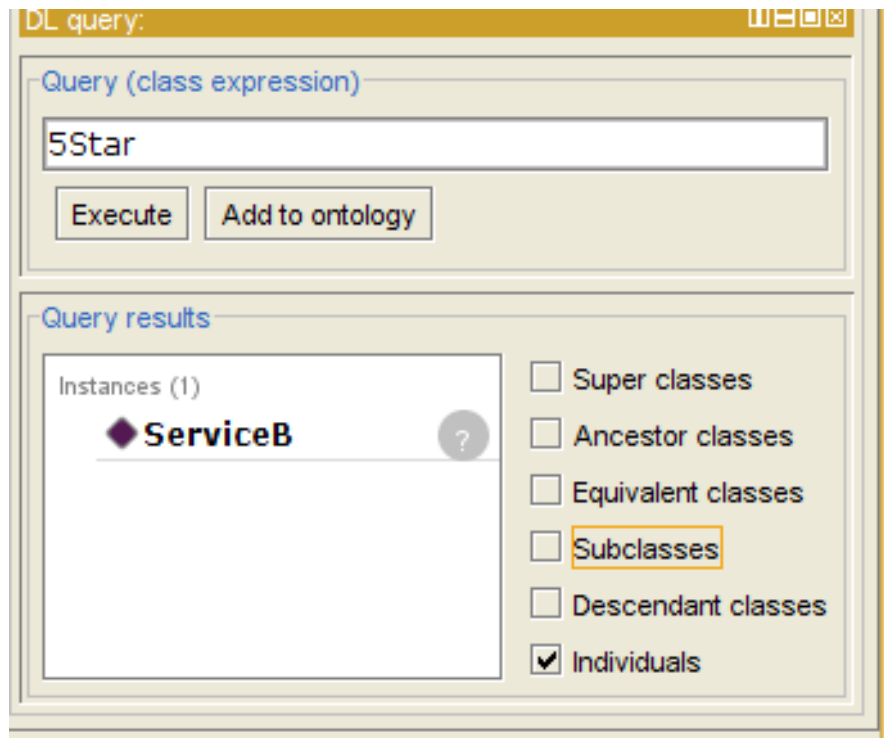 DL query:
Query (class expression)
5Star
Execute
Add to ontology
Query results
Instances (1)
ServiceB
?
Super classes
Ancestor classes
Equivalent classes
Subclasses
Descendant classes
Individuals